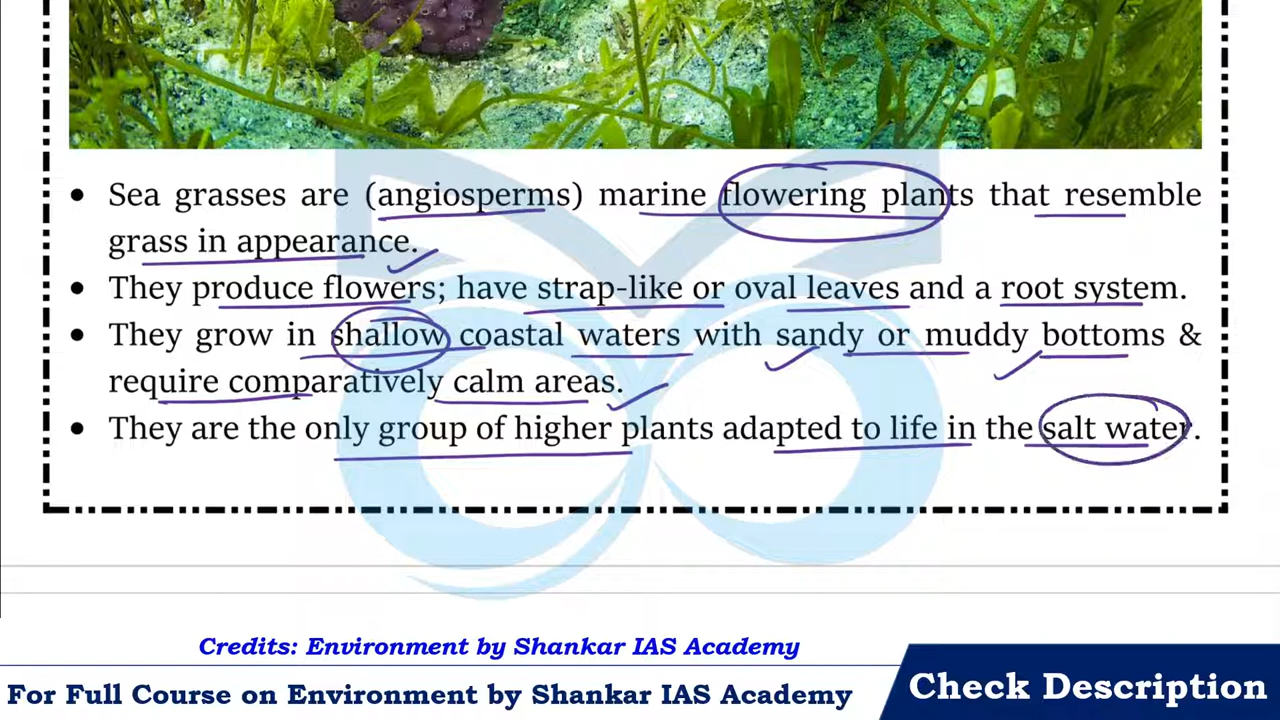 • Sea grasses are (angiosperms) marine flowering plants that resemble
grass in appearance.
• They produce flowers; have strap-like or oval leaves and a root system.
• They grow in shallow coastal waters with sandy or muddy bottoms &
require comparatively calm areas.
• They are the only group of higher plants adapted to life in the salt water.
Credits: Environment by Shankar IAS Academy
For Full Course on Environment by Shankar IAS Academy
Check Description